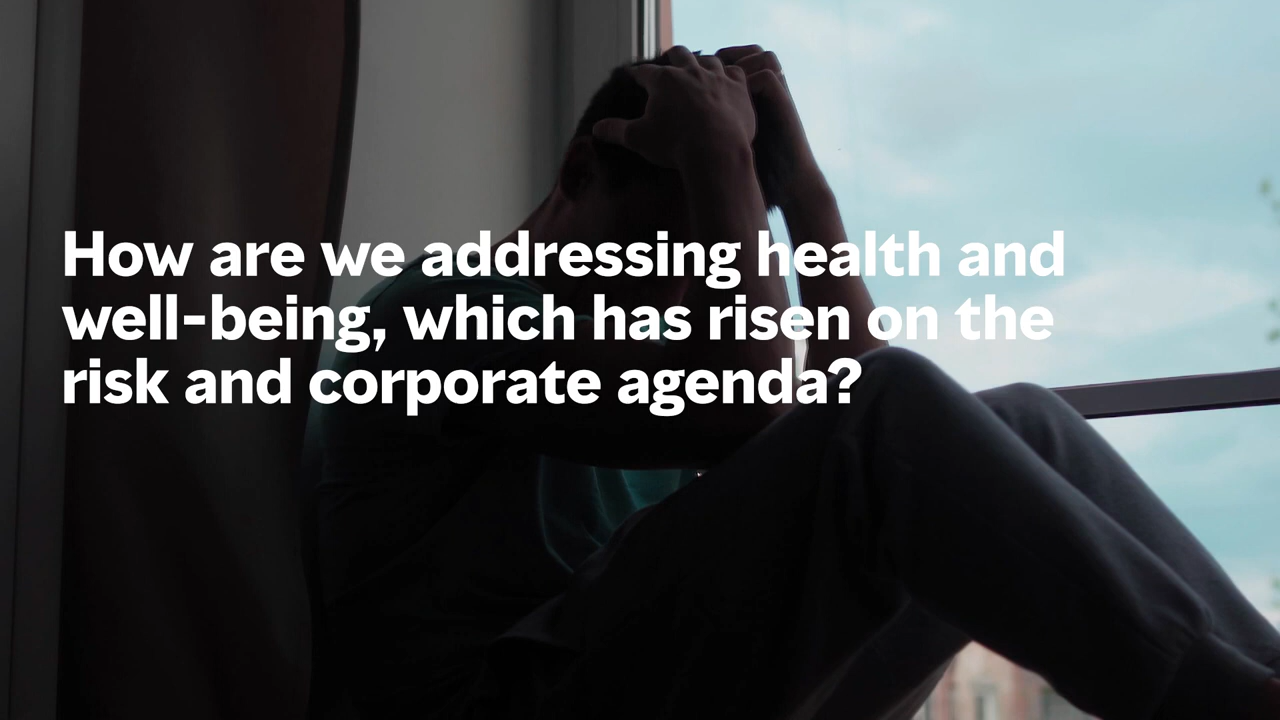 How are we addressing health and
well-being, which has risen on the
risk and corporate agenda?